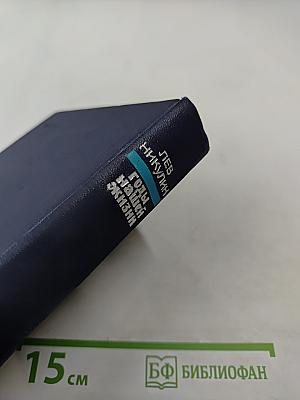 ЛЕВ
НИКУЛИН
ГОДЫ
НАШЕЙ
ЖИЗНИ
15 см
БФ БИБЛИОФАН